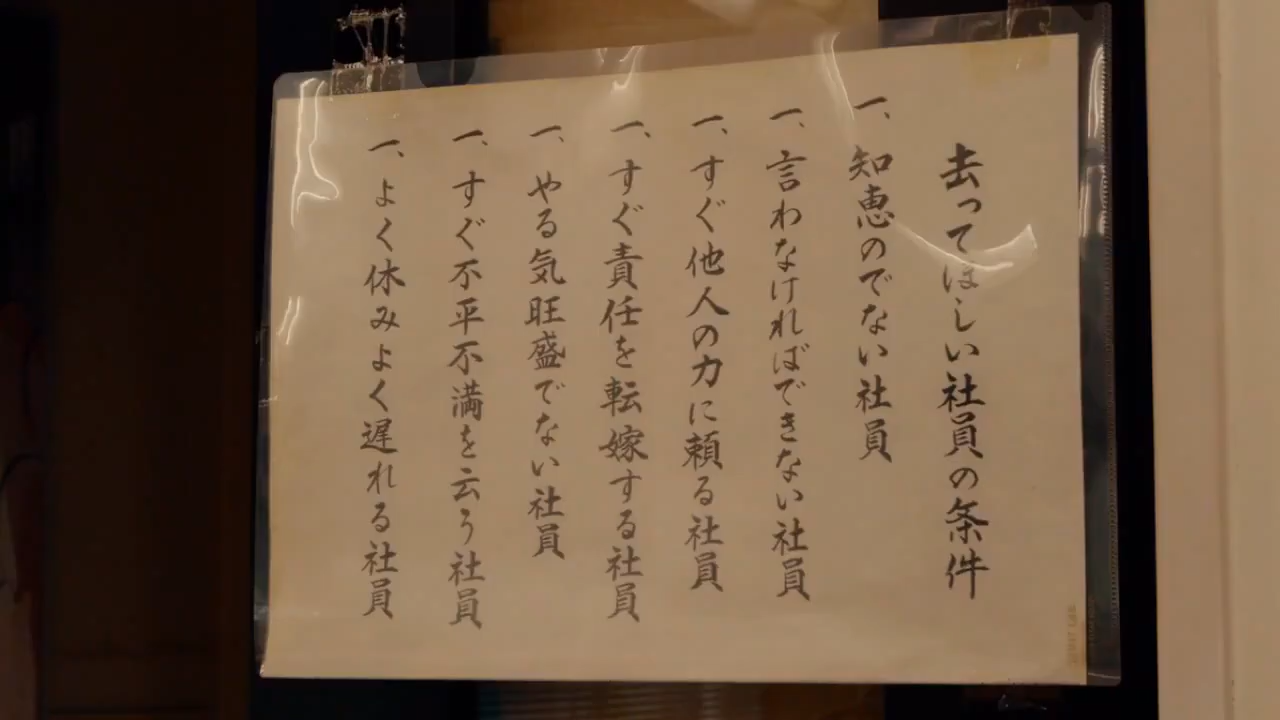 去ってほしい社員の条件
一、知恵のでない社員
一、言わなければできない社員
一、すぐ他人の力に頼る社員
一、すぐ責任を転嫁する社員
一、やる気旺盛でない社員
一、すぐ不平不満を云う社員
一、よく休みよく遅れる社員